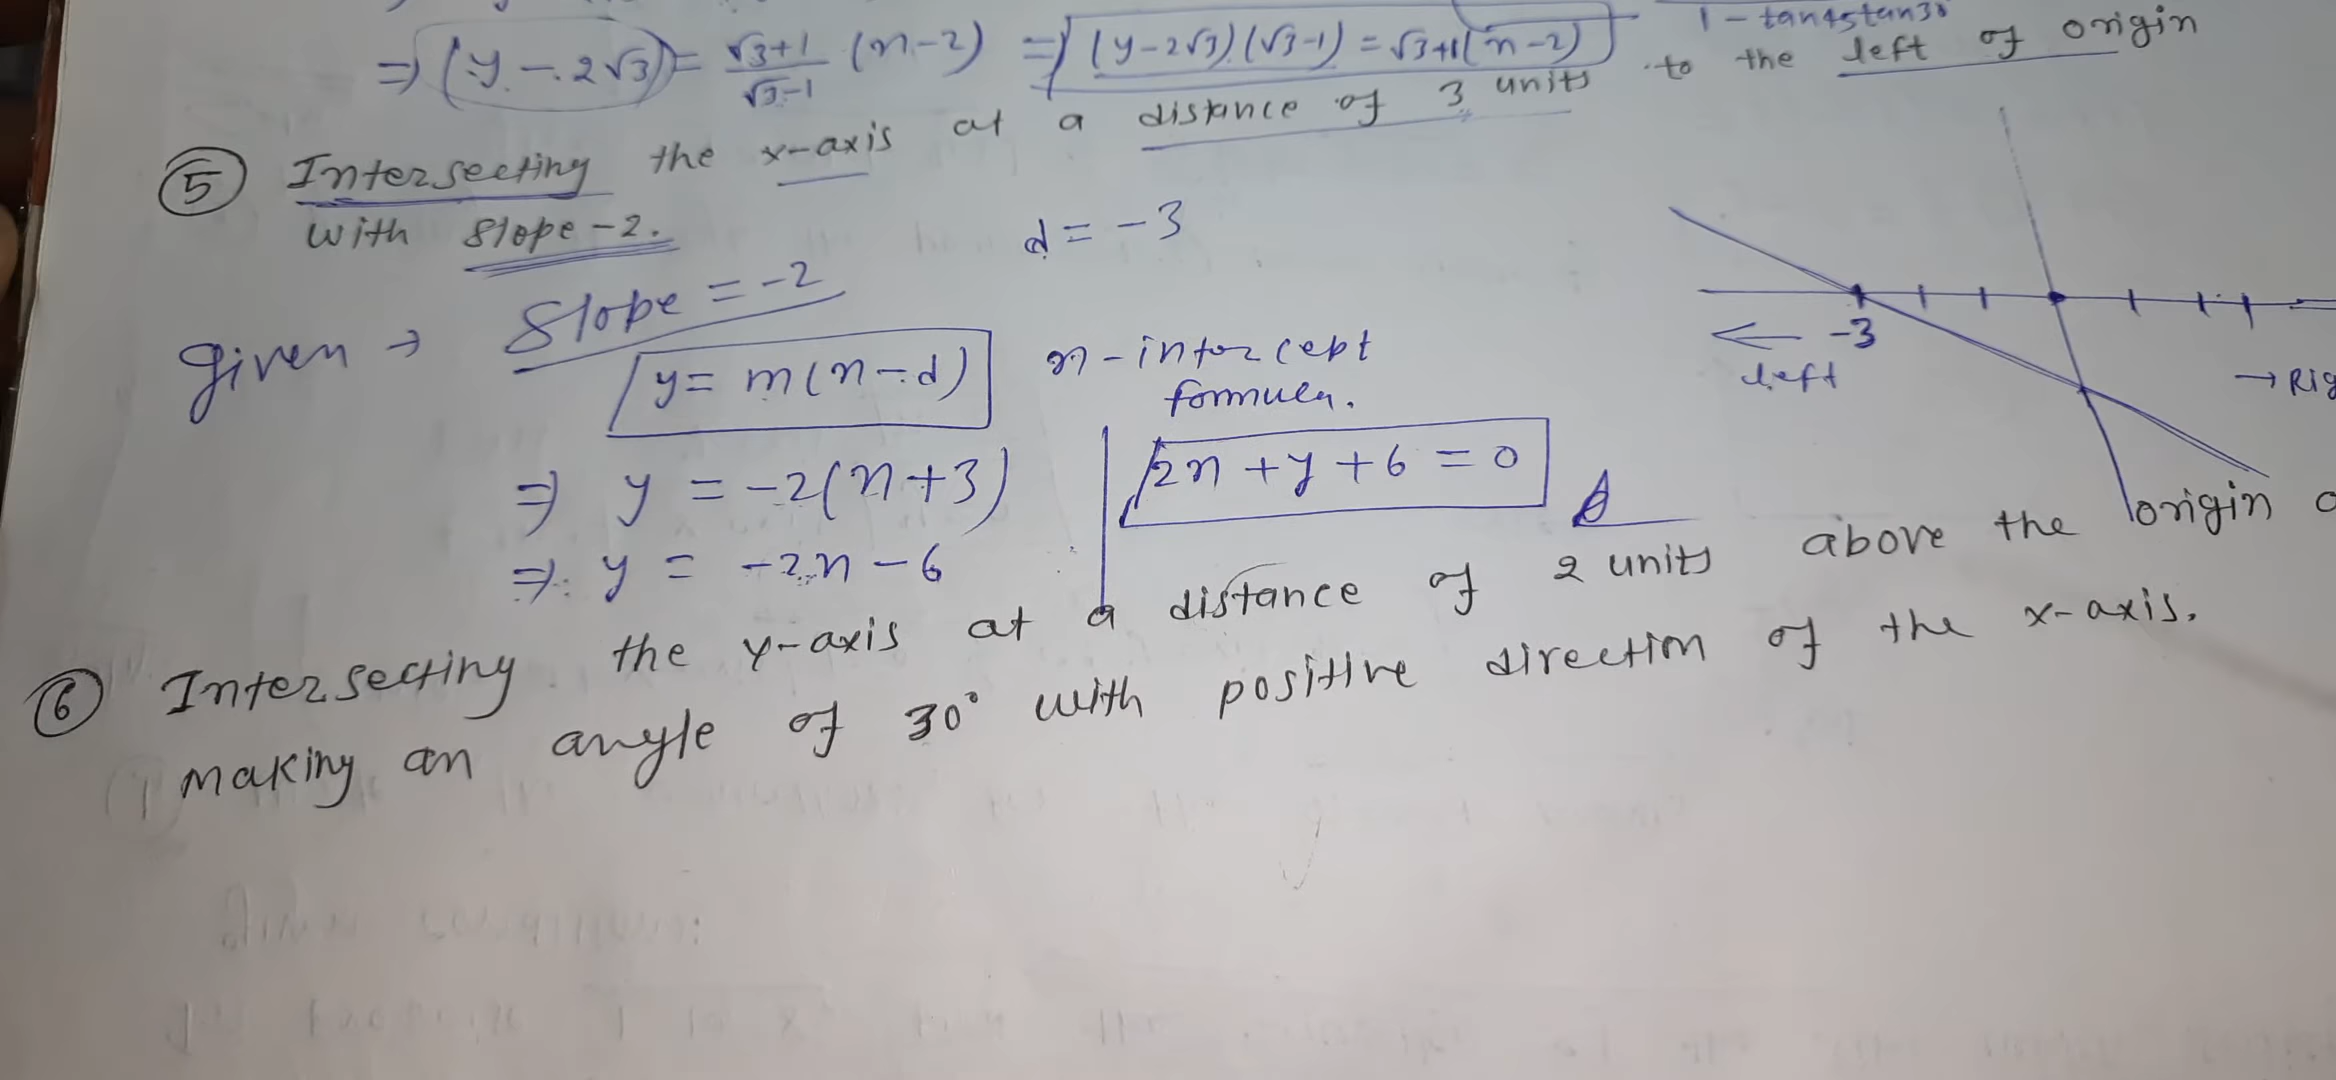 ⇒ (y-2√3) = √3+1/√3-1 (x-2) ⇒ (y-2√3)(√3-1) = √3+1(x-2)
1-tan45tan30
⑤ Intersecting the x-axis at a distance of 3 units to the left of origin
with slope -2.
d = -3
Given → Slope = -2
y = m(x-d) x-intercept
formula.
-3
← left
→ Rig
⇒ y = -2(x+3)
2x + y + 6 = 0
⇒ y = -2x - 6
⑥ Intersecting the y-axis at a distance of 2 units above the origin
making an angle of 30° with positive direction of the x-axis.